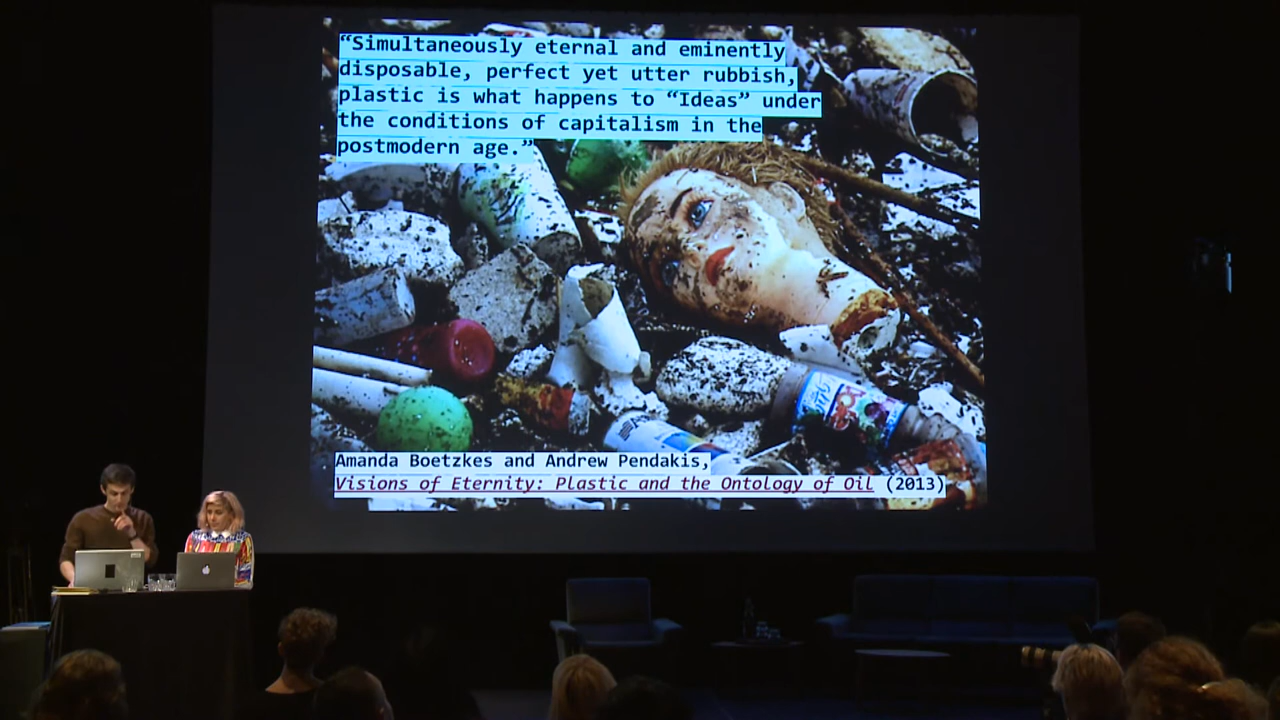 “Simultaneously eternal and eminently
disposable, perfect yet utter rubbish,
plastic is what happens to “Ideas” under
the conditions of capitalism in the
postmodern age.”
Amanda Boetzkes and Andrew Pendakis,
Visions of Eternity: Plastic and the Ontology of Oil (2013)